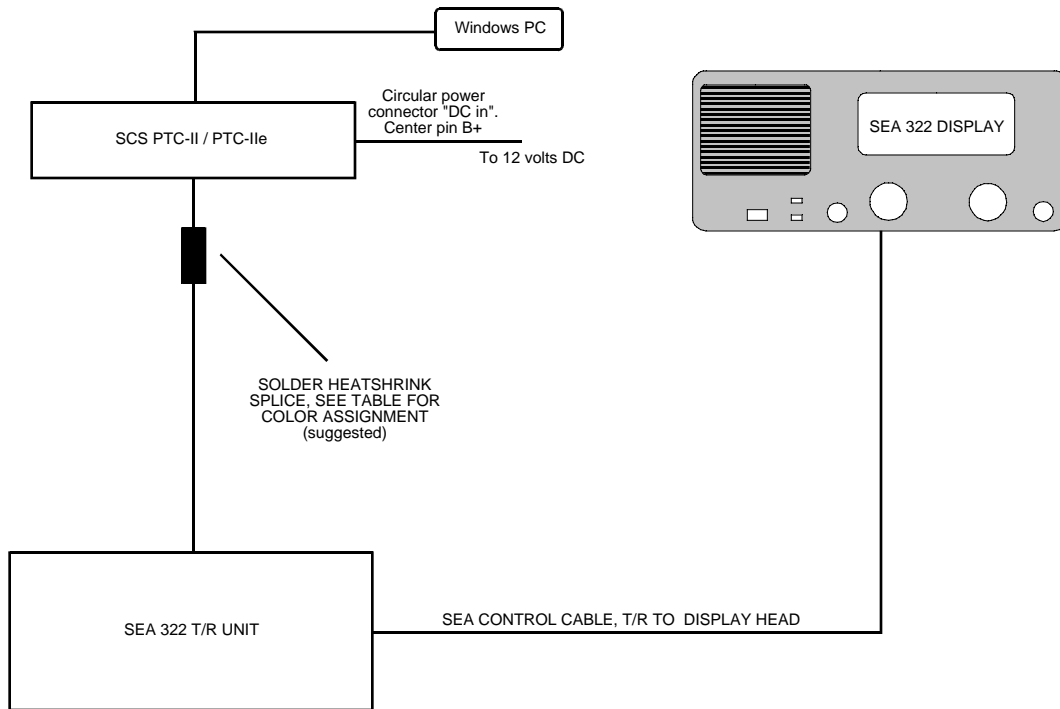 Windows PC
Circular power
connector "DC in".
Center pin B+
SCS PTC-II / PTC-IIe
To 12 volts DC
SEA 322 DISPLAY
SOLDER HEATSHRINK
SPLICE, SEE TABLE FOR
COLOR ASSIGNMENT
(suggested)
SEA 322 T/R UNIT
SEA CONTROL CABLE, T/R TO DISPLAY HEAD